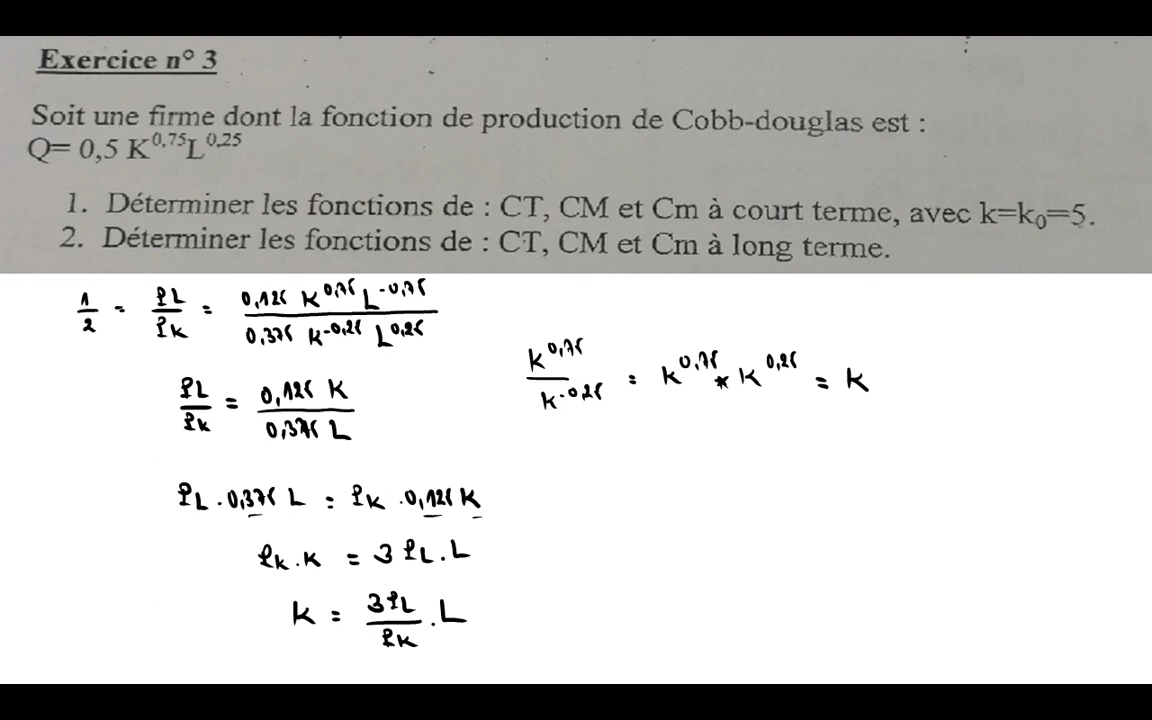 Exercice n° 3
Soit une firme dont la fonction de production de Cobb-douglas est :
Q= 0,5 K^0,75 L^0,25
1. Déterminer les fonctions de : CT, CM et Cm à court terme, avec k=k₀=5.
2. Déterminer les fonctions de : CT, CM et Cm à long terme.
1/2 = PL/PK = 0,125 K^0,75 L^-0,75 / 0,375 K^-0,25 L^0,25
K^0,75 / K^-0,25 = K^0,75 * K^0,25 = K
PL/PK = 0,125 K / 0,375 L
PL . 0,375 L = PK . 0,125 K
PK . K = 3 PL . L
K = 3PL/PK . L